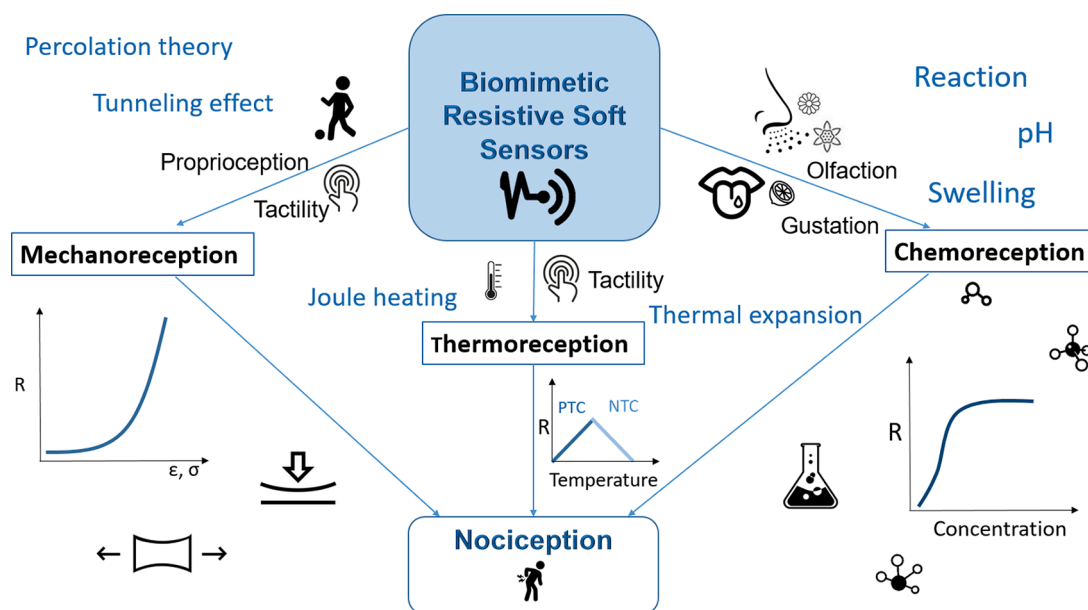 Percolation theory
Tunneling effect
Proprioception
Tactility
Biomimetic
Resistive Soft
Sensors
Olfaction
Gustation
Reaction
pH
Swelling
Mechanoreception
Joule heating
Tactility
Thermal expansion
Thermoreception
Chemoreception
R
ε, σ
PTC
NTC
R
Temperature
R
Concentration
Nociception